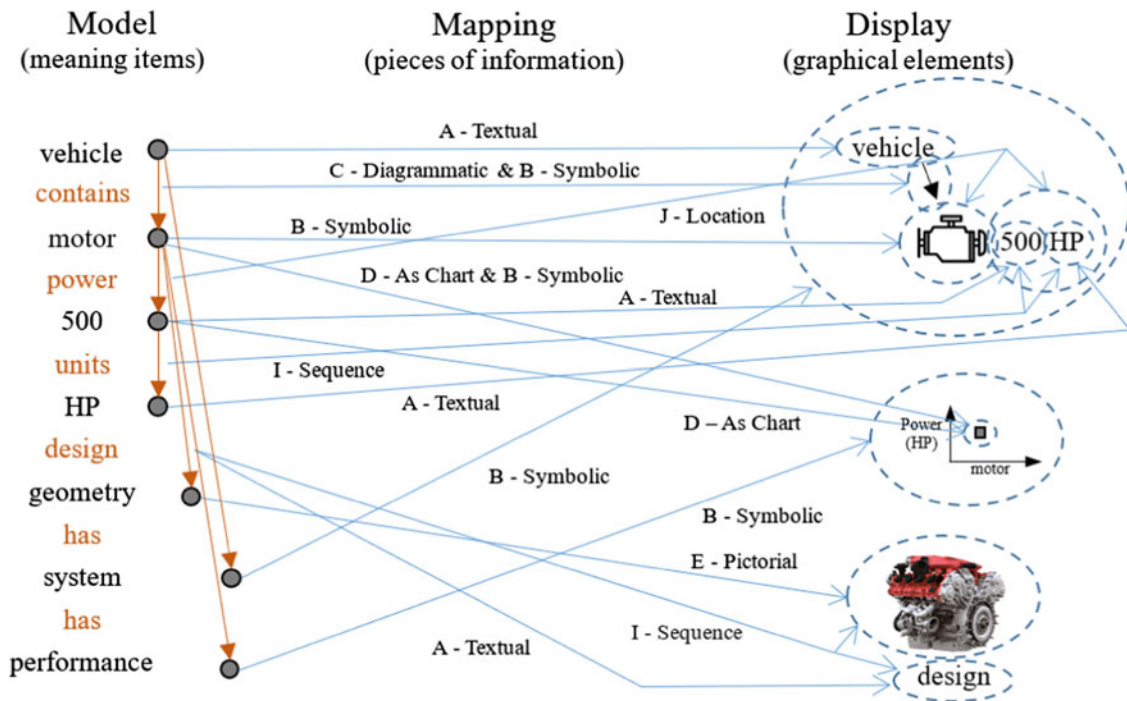 Model
(meaning items)
Mapping
(pieces of information)
Display
(graphical elements)
vehicle
contains
motor
power
500
units
HP
design
geometry
has
system
has
performance
A - Textual
C - Diagrammatic & B - Symbolic
J - Location
B - Symbolic
D - As Chart & B - Symbolic
A - Textual
I - Sequence
A - Textual
D – As Chart
B - Symbolic
B - Symbolic
E - Pictorial
I - Sequence
A - Textual
vehicle
500 HP
Power
(HP)
motor
design